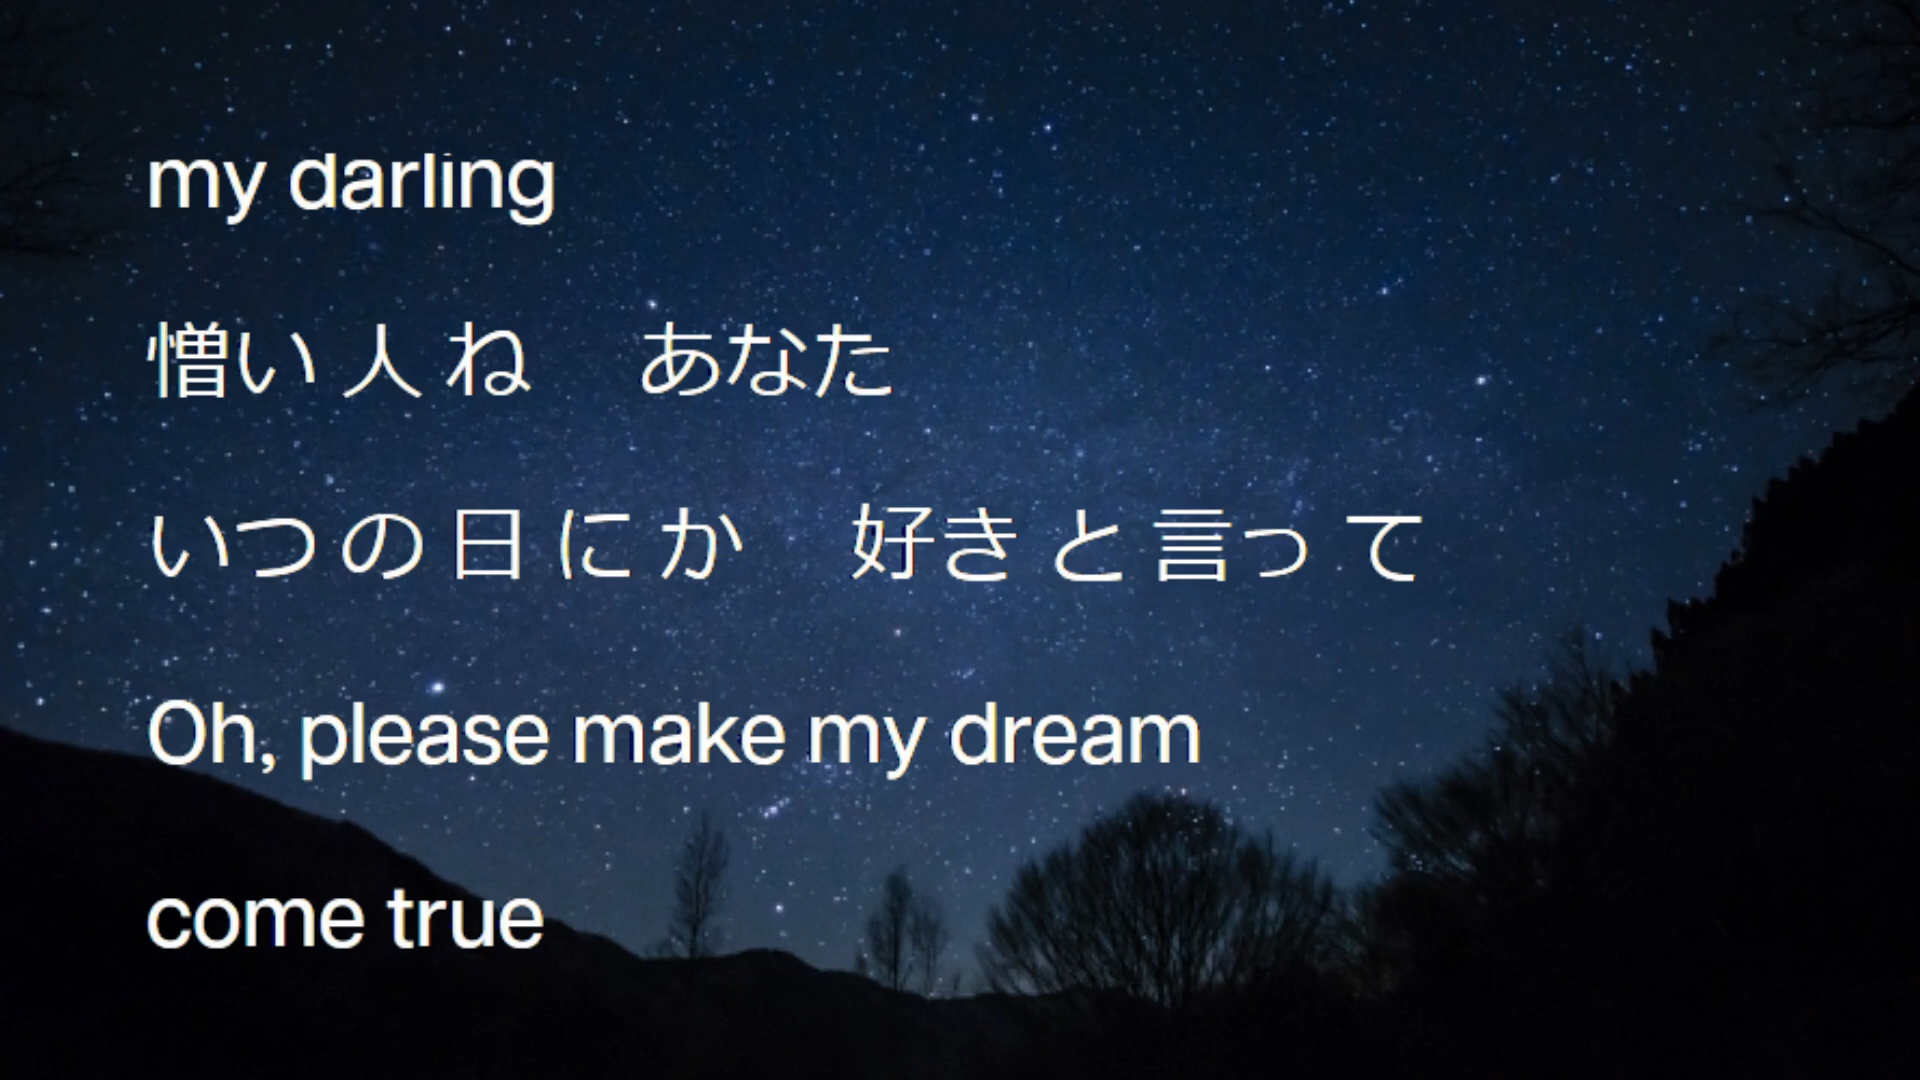 my darling
憎い人ね　あなた
いつの日にか　好きと言って
Oh, please make my dream
come true